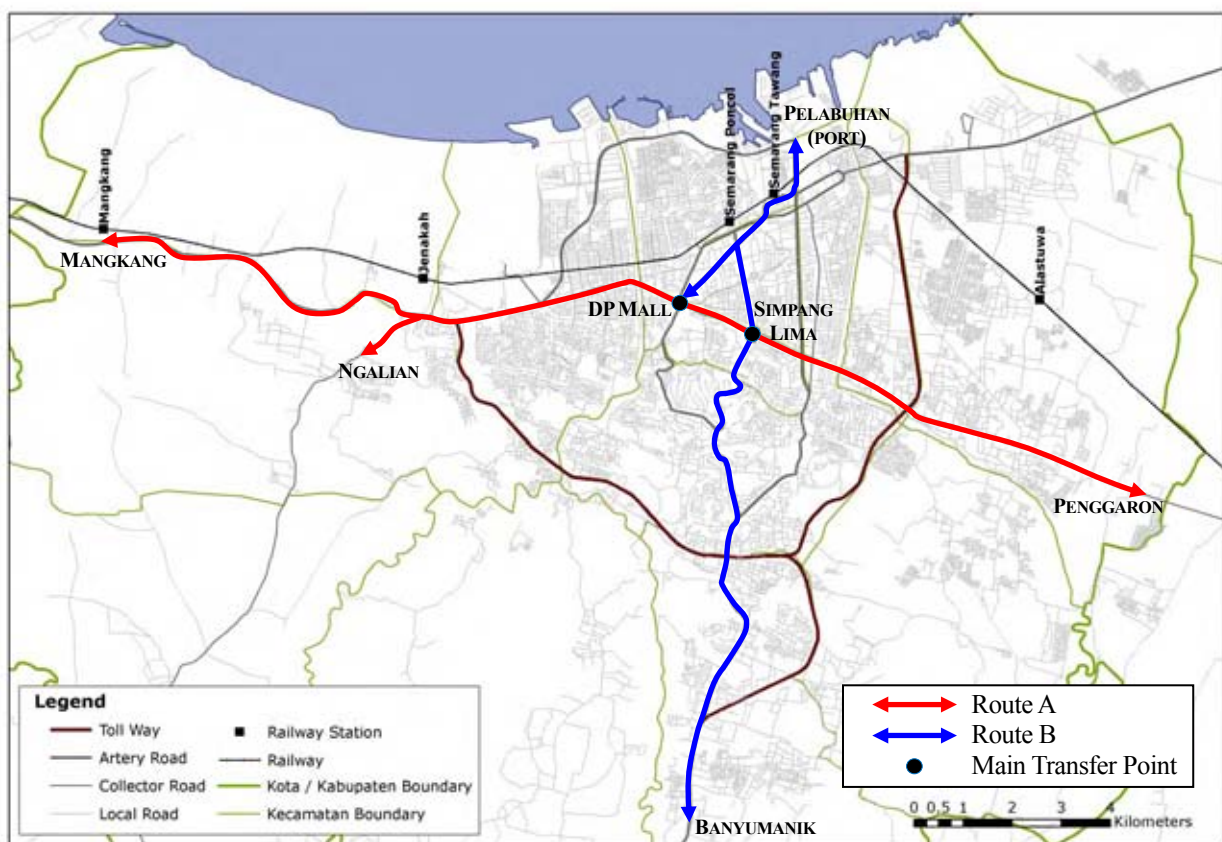 PELABUHAN
(PORT)
Semarang Poncol
Semarang Tawang
Mangkang
Jenakah
Alastuwa
MANGKANG
DP MALL
SIMPANG
LIMA
NGALIAN
PENGGARON
BANYUMANIK
Legend
Toll Way
Artery Road
Collector Road
Local Road
Railway Station
Railway
Kota / Kabupaten Boundary
Kecamatan Boundary
Route A
Route B
Main Transfer Point
0 0.5 1 2 3 4
Kilometers